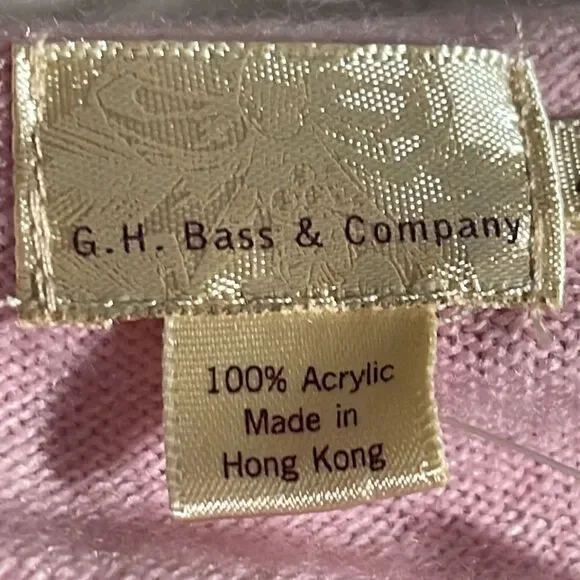 G.H. Bass & Company
100% Acrylic
Made in
Hong Kong